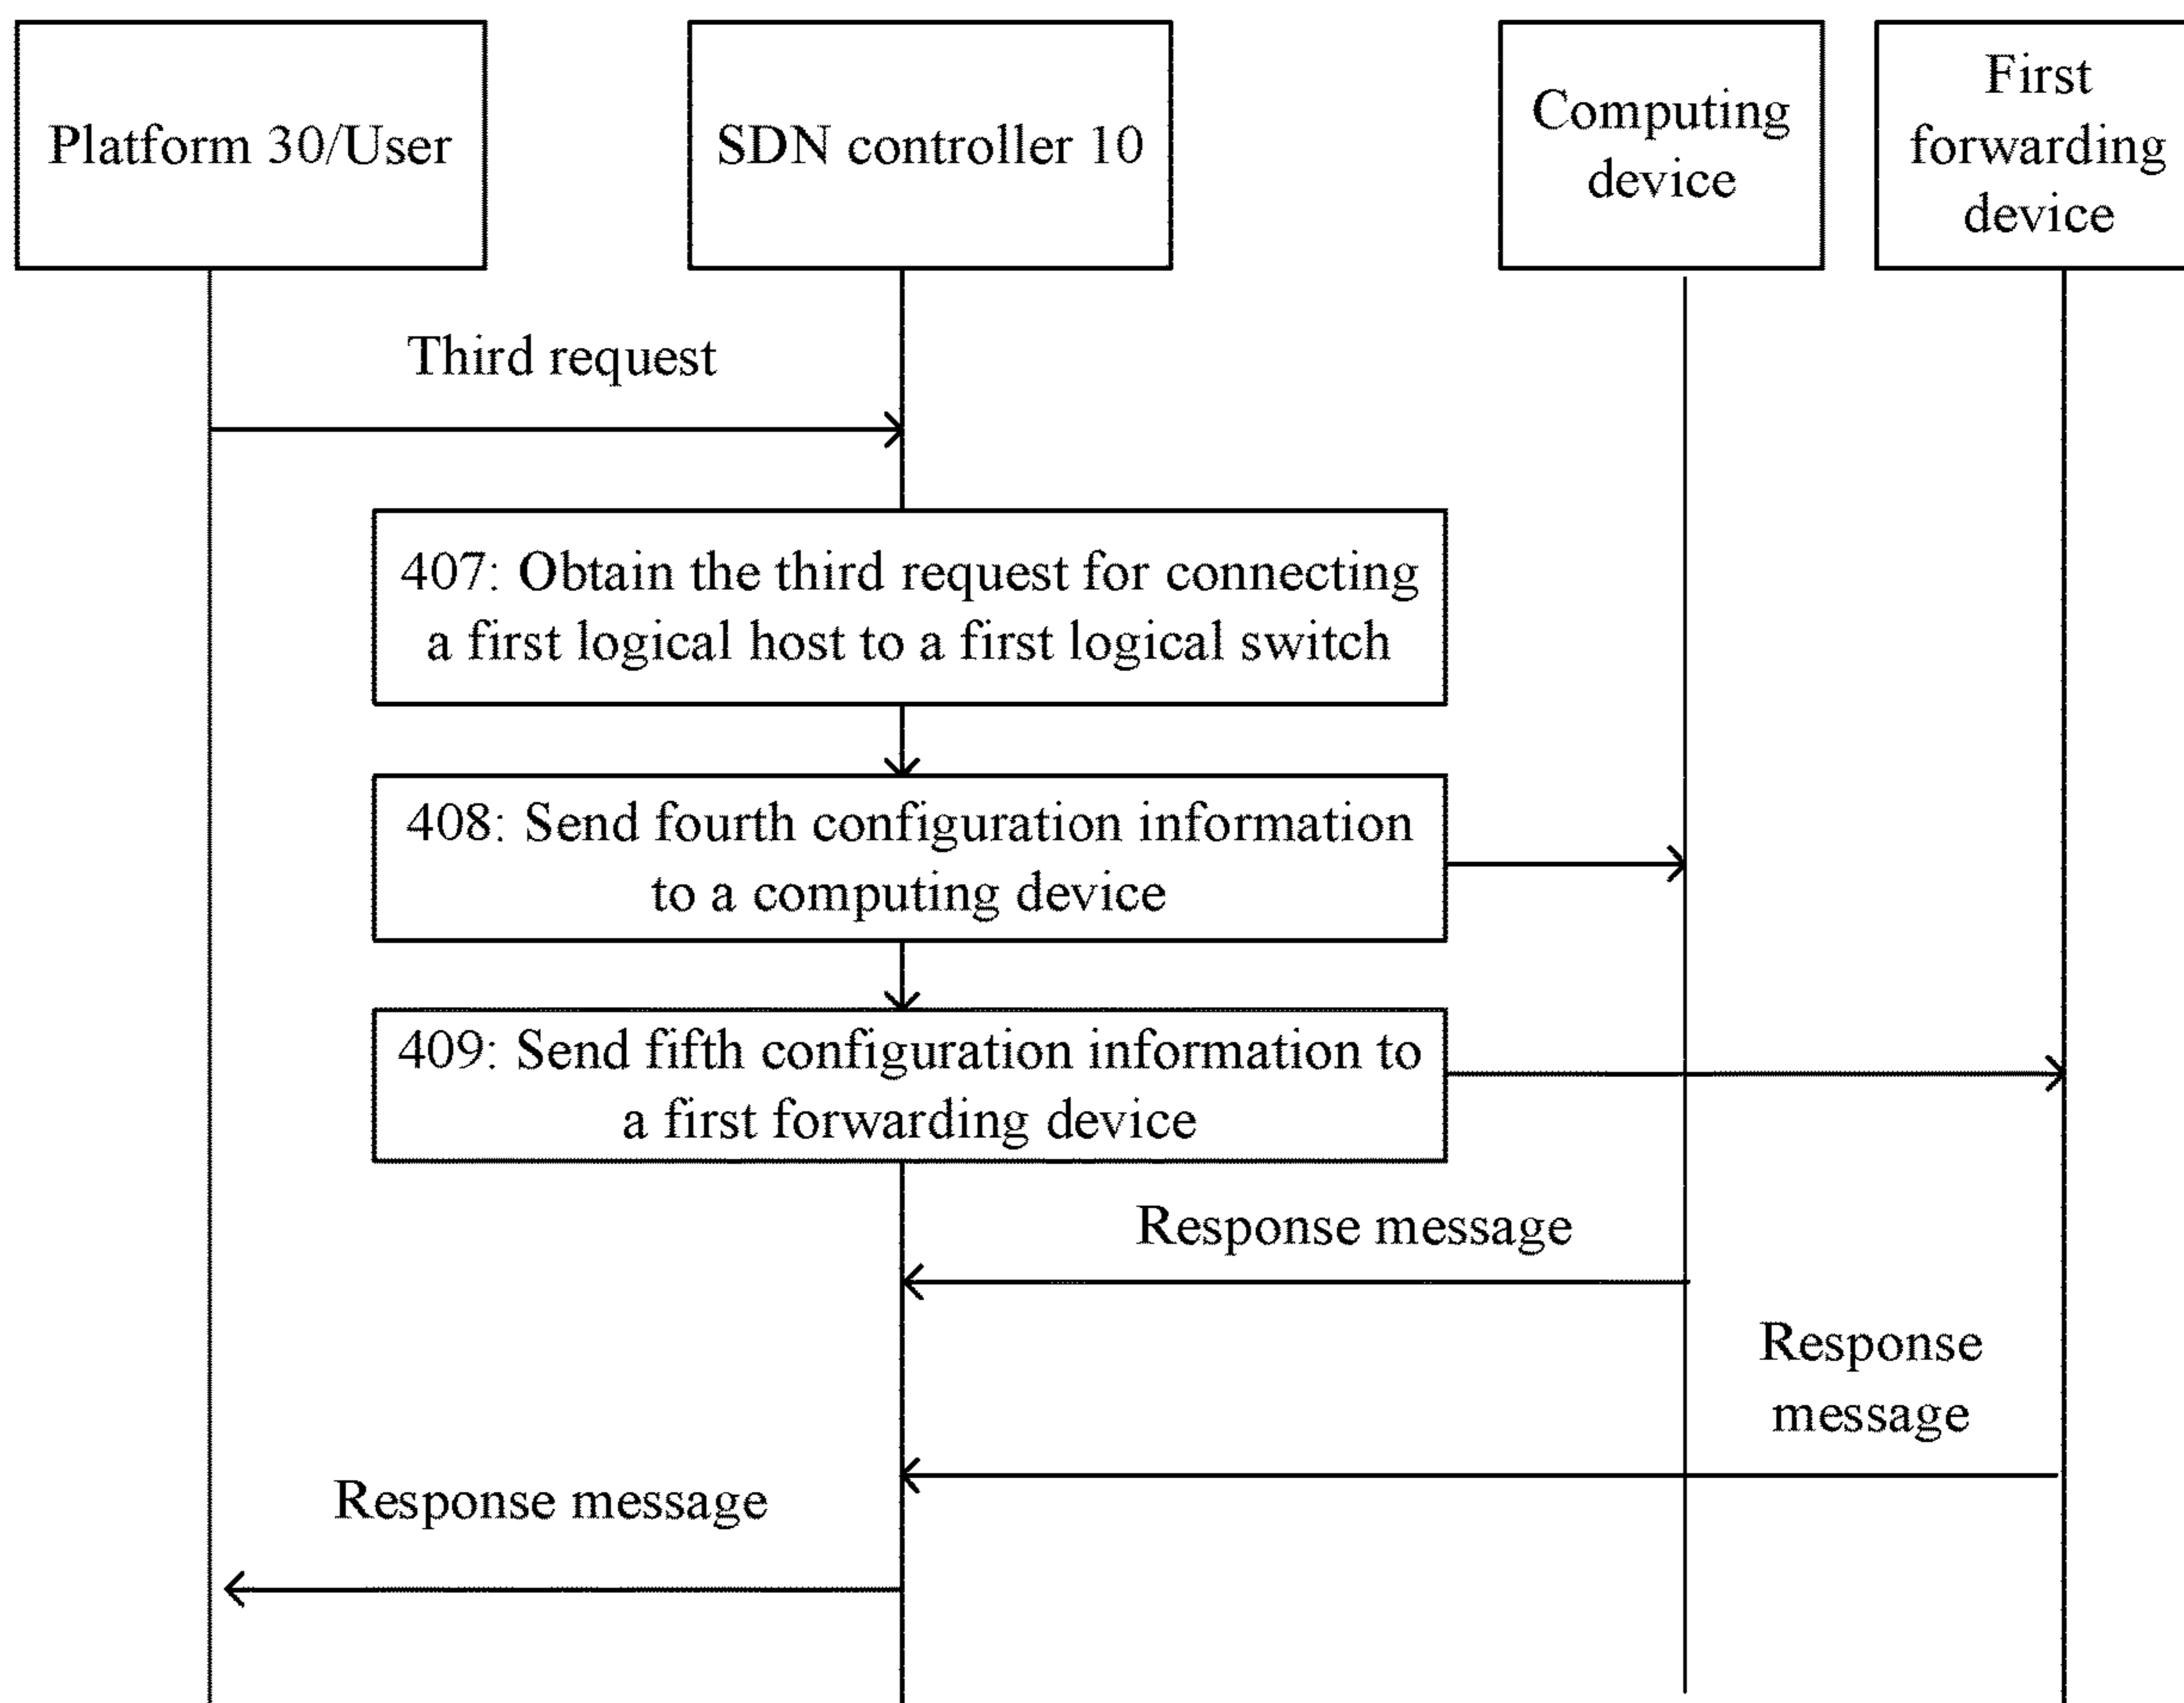 Platform 30/User
SDN controller 10
Computing
device
First
forwarding
device
Third request
407: Obtain the third request for connecting
a first logical host to a first logical switch
408: Send fourth configuration information
to a computing device
409: Send fifth configuration information to
a first forwarding device
Response message
Response
message
Response message